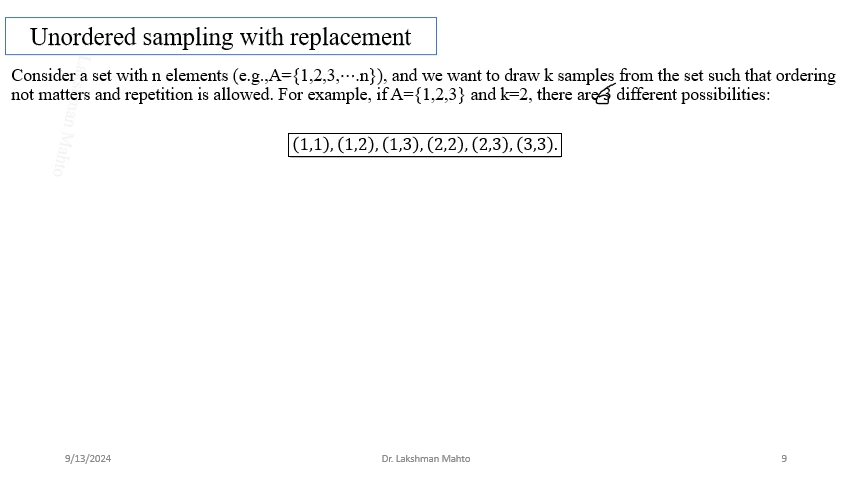 Unordered sampling with replacement
Consider a set with n elements (e.g.,A={1,2,3,⋯.n}), and we want to draw k samples from the set such that ordering
not matters and repetition is allowed. For example, if A={1,2,3} and k=2, there are 3 different possibilities:
(1,1), (1,2), (1,3), (2,2), (2,3), (3,3).
man Mahto
9/13/2024
Dr. Lakshman Mahto
9